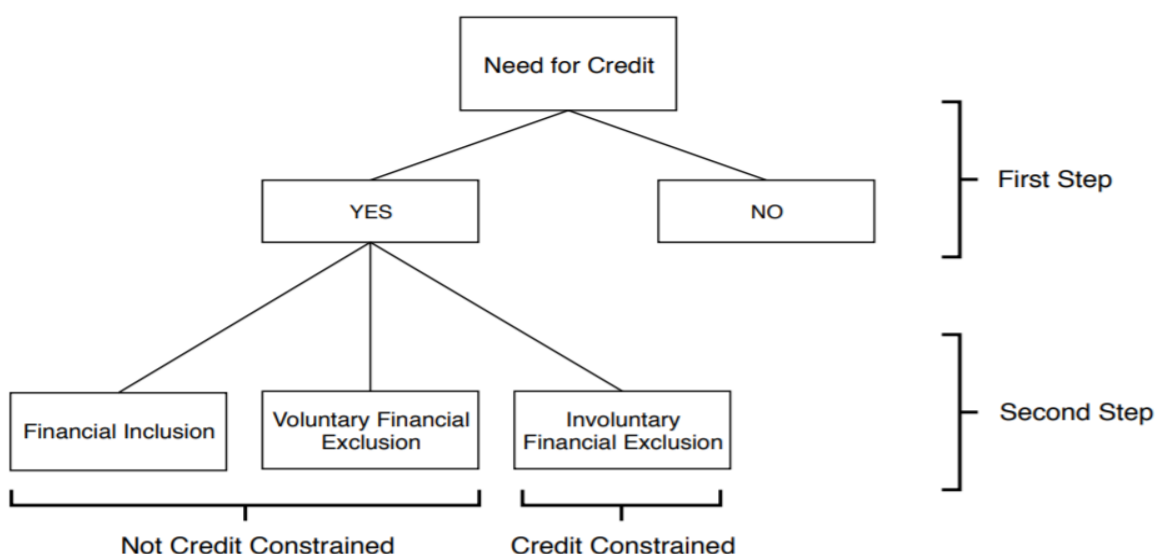 Need for Credit
First Step
YES
NO
Financial Inclusion
Voluntary Financial
Exclusion
Involuntary
Financial Exclusion
Second Step
Not Credit Constrained
Credit Constrained